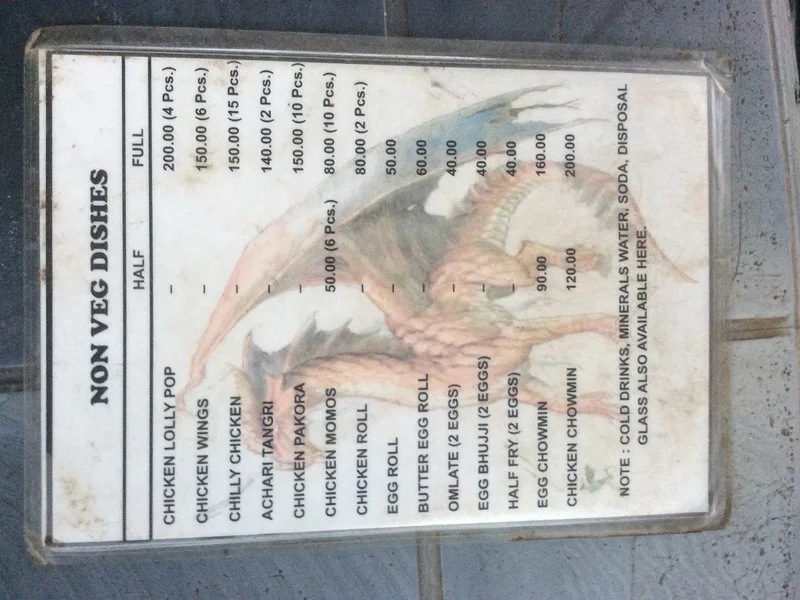 NON VEG DISHES
HALF FULL
CHICKEN LOLLY POP – 200.00 (4 Pcs.)
CHICKEN WINGS – 150.00 (6 Pcs.)
CHILLY CHICKEN – 150.00 (15 Pcs.)
ACHARI TANGRI – 140.00 (2 Pcs.)
CHICKEN PAKORA – 150.00 (10 Pcs.)
CHICKEN MOMOS 50.00 (6 Pcs.) 80.00 (10 Pcs.)
CHICKEN ROLL – 80.00 (2 Pcs.)
EGG ROLL – 50.00
BUTTER EGG ROLL – 60.00
OMLATE (2 EGGS) – 40.00
EGG BHUJJI (2 EGGS) – 40.00
HALF FRY (2 EGGS) – 40.00
EGG CHOWMIN 90.00 160.00
CHICKEN CHOWMIN 120.00 200.00
NOTE : COLD DRINKS, MINERALS WATER, SODA, DISPOSAL
GLASS ALSO AVAILABLE HERE.